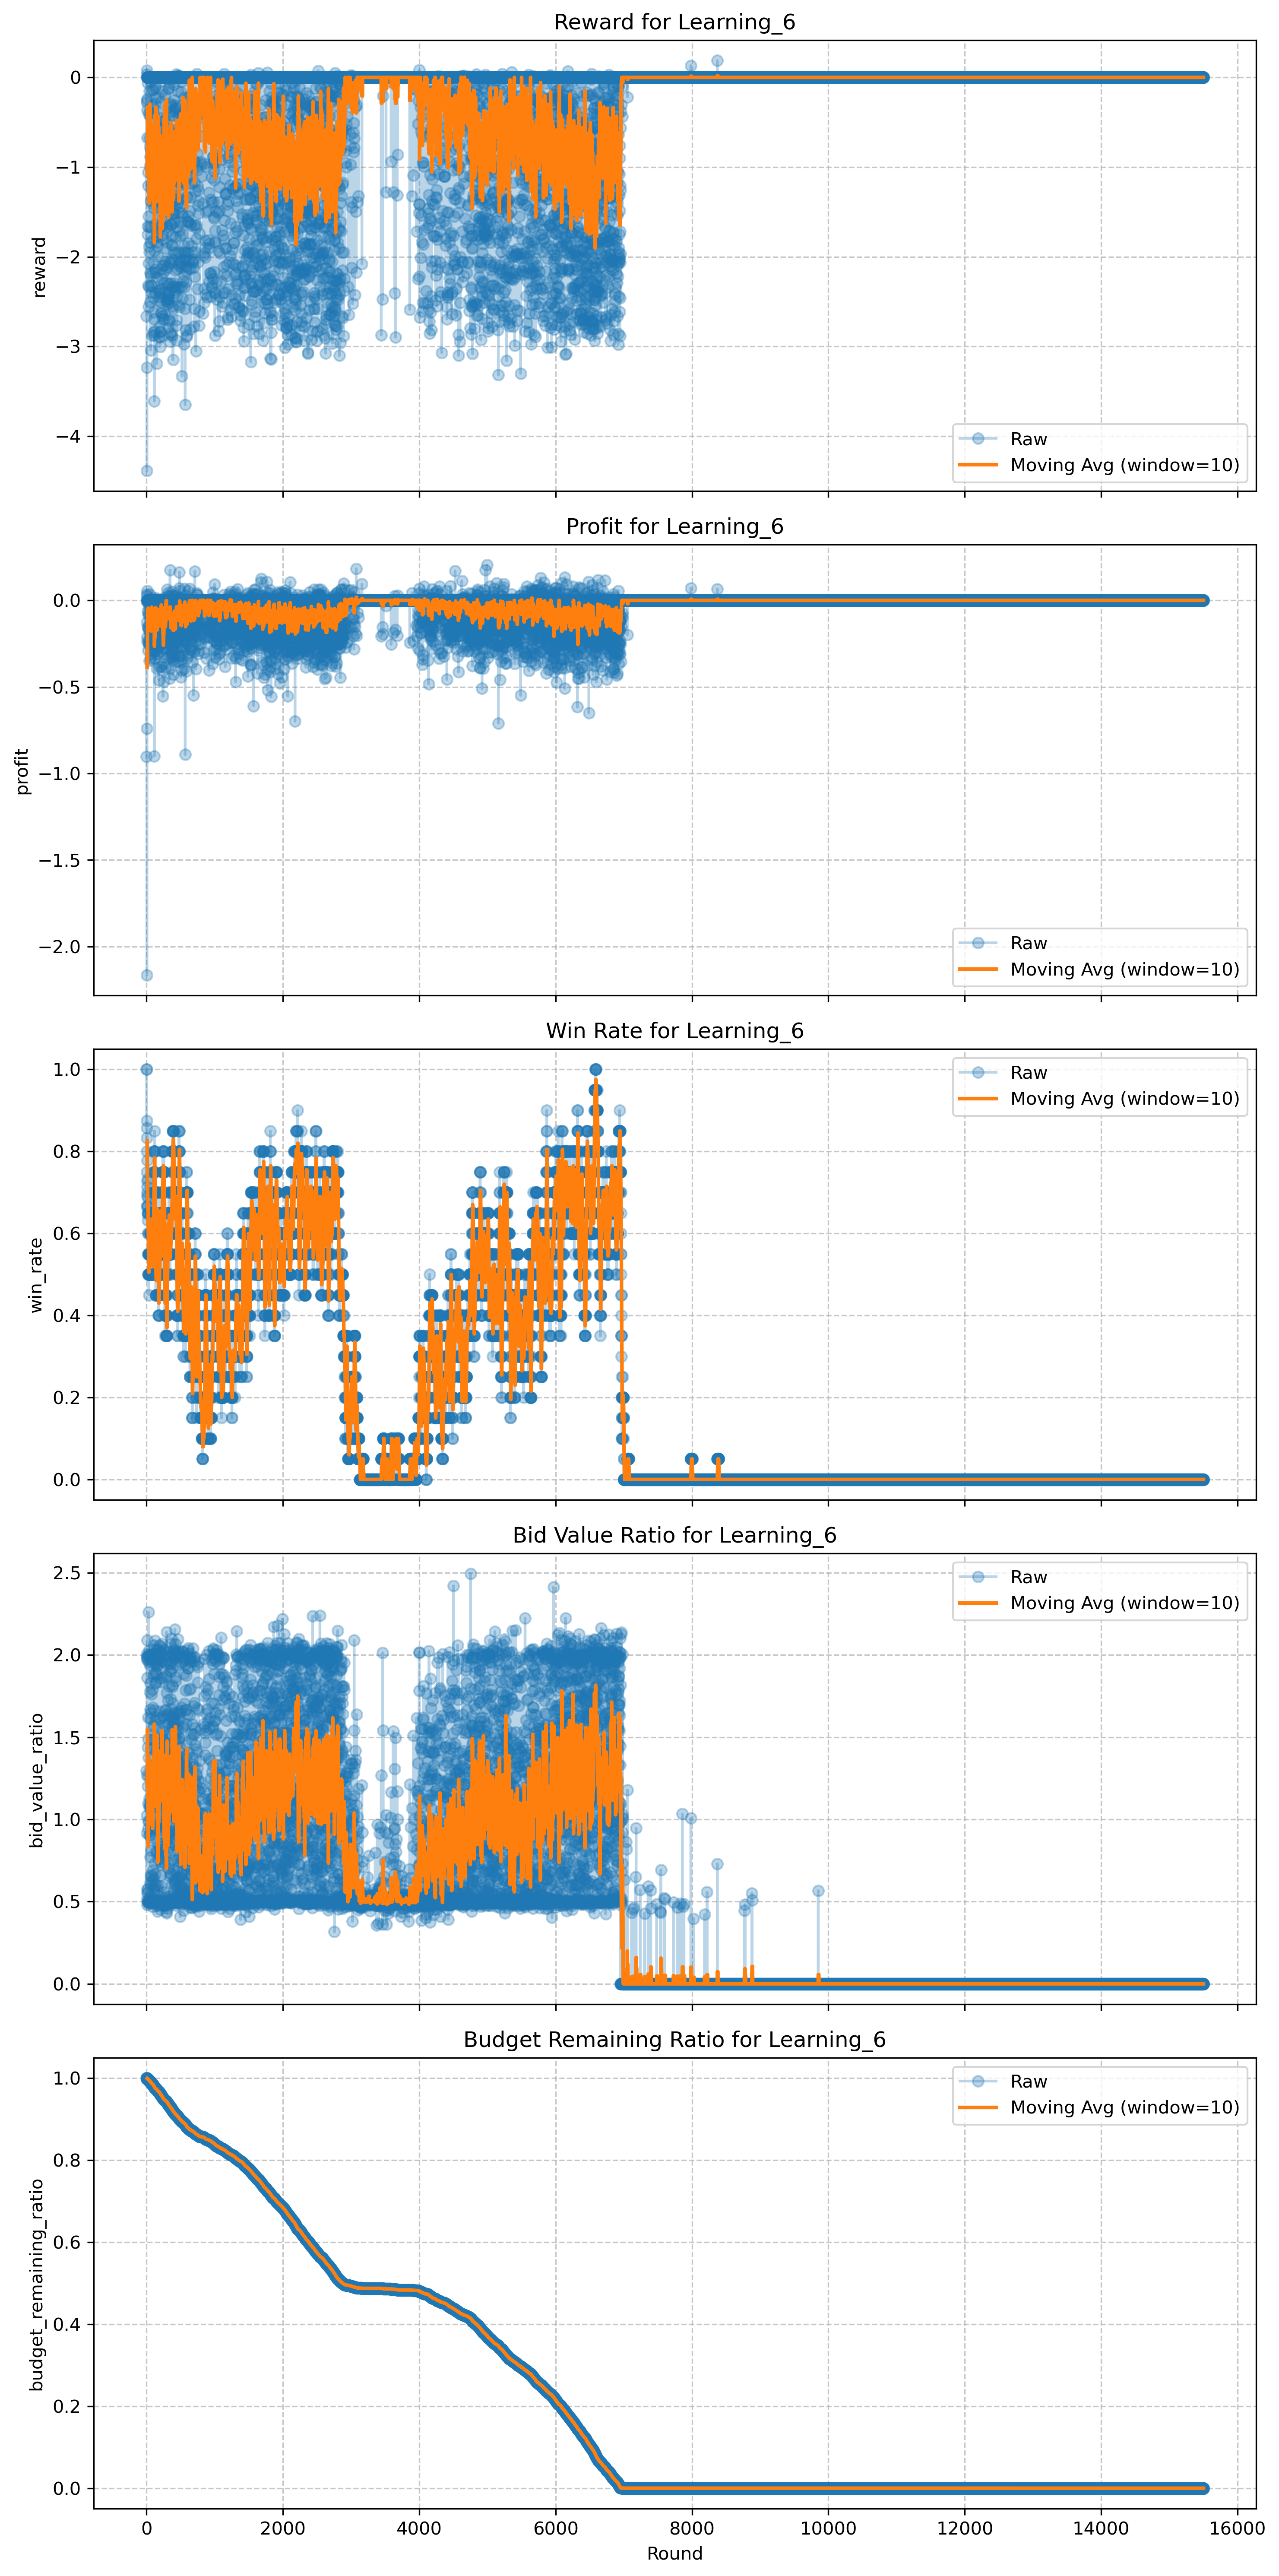 Reward for Learning_6
0
−1
−2
−3
−4
reward
Raw
Moving Avg (window=10)
Profit for Learning_6
0.0
−0.5
−1.0
−1.5
−2.0
profit
Raw
Moving Avg (window=10)
Win Rate for Learning_6
1.0
0.8
0.6
0.4
0.2
0.0
win_rate
Raw
Moving Avg (window=10)
Bid Value Ratio for Learning_6
2.5
2.0
1.5
1.0
0.5
0.0
bid_value_ratio
Raw
Moving Avg (window=10)
Budget Remaining Ratio for Learning_6
1.0
0.8
0.6
0.4
0.2
0.0
budget_remaining_ratio
Raw
Moving Avg (window=10)
0 2000 4000 6000 8000 10000 12000 14000 16000
Round